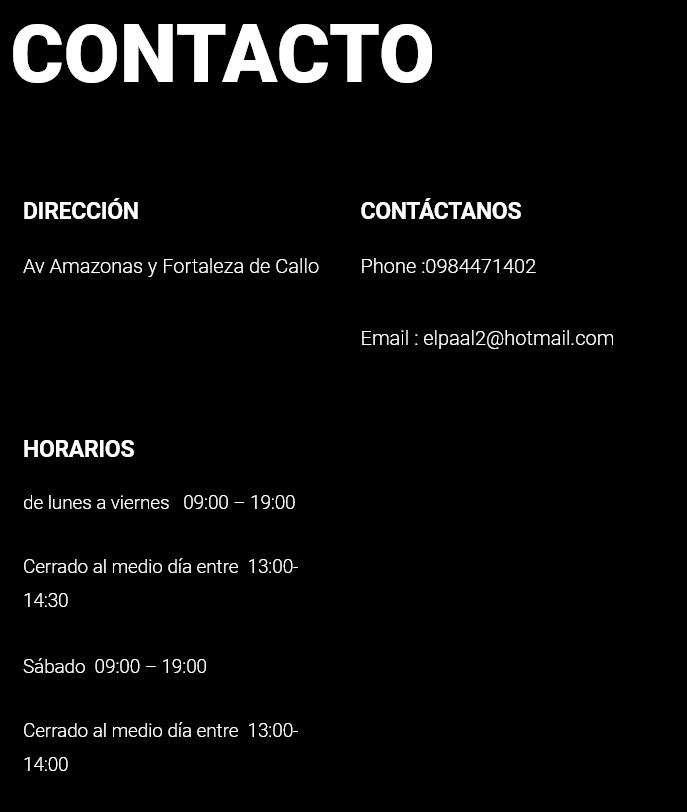 CONTACTO
DIRECCIÓN
Av Amazonas y Fortaleza de Callo
CONTÁCTANOS
Phone :0984471402
Email : elpaal2@hotmail.com
HORARIOS
de lunes a viernes   09:00 – 19:00
Cerrado al medio día entre  13:00-
14:30
Sábado  09:00 – 19:00
Cerrado al medio día entre  13:00-
14:00